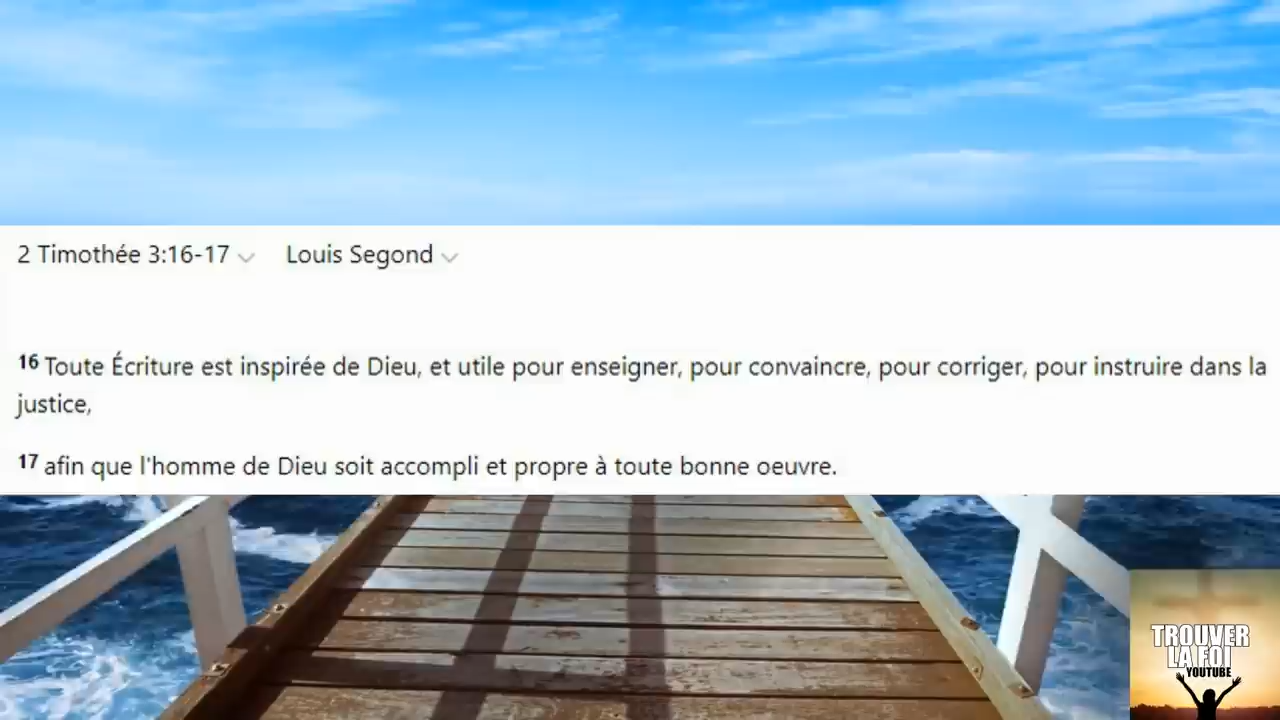 2 Timothée 3:16-17 Louis Segond
16 Toute Écriture est inspirée de Dieu, et utile pour enseigner, pour convaincre, pour corriger, pour instruire dans la
justice,
17 afin que l'homme de Dieu soit accompli et propre à toute bonne oeuvre.
TROUVER
LA FOI
YOUTUBE